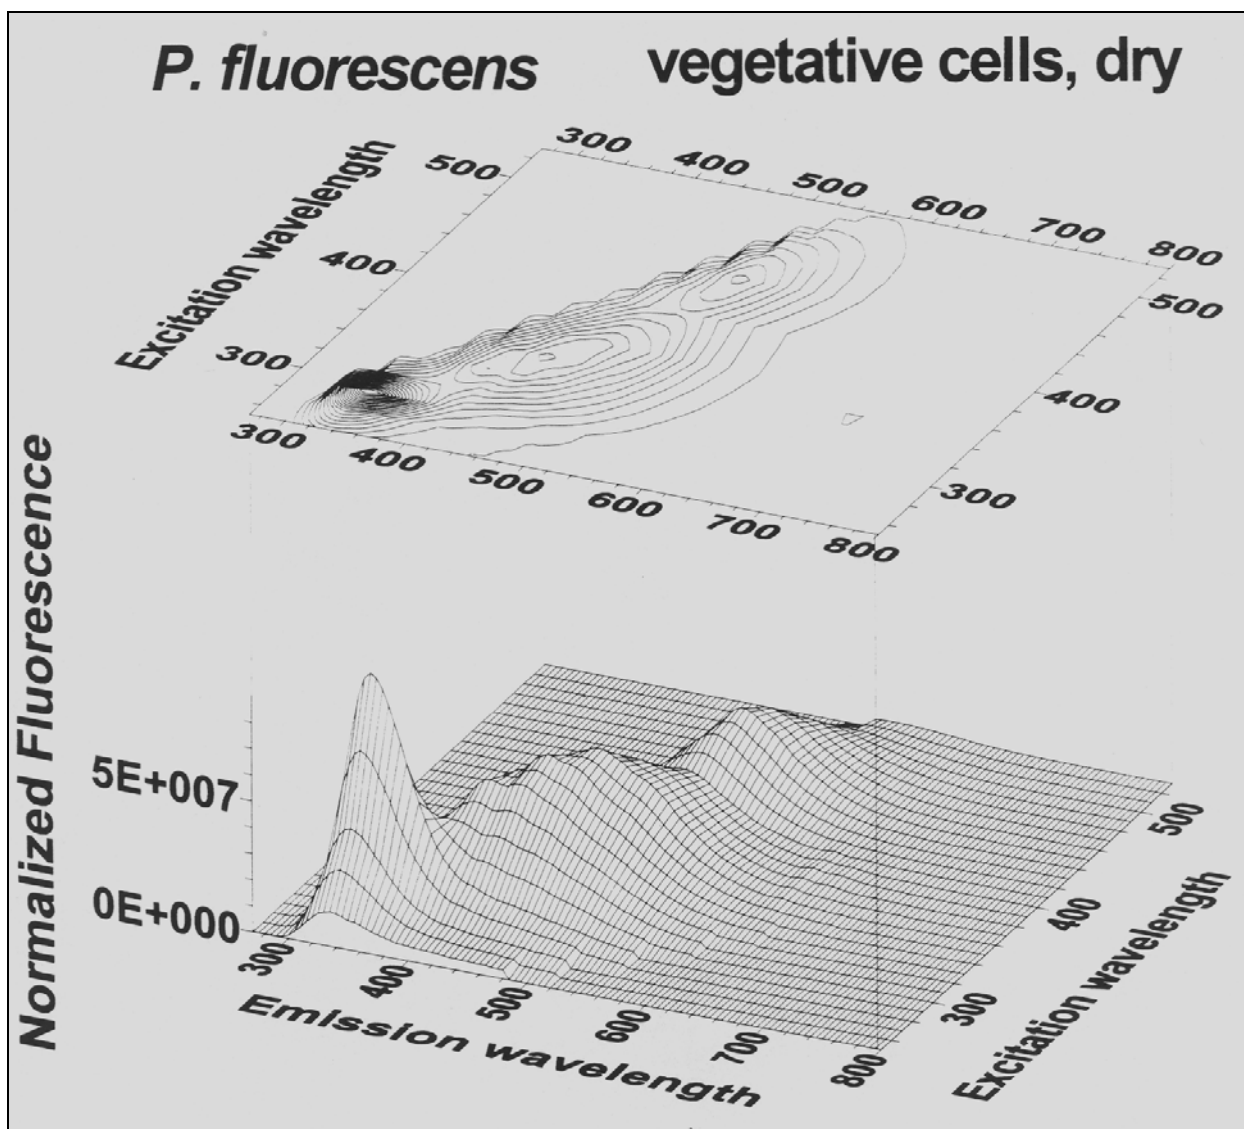 P. fluorescens vegetative cells, dry
300 400 500 600 700 800
Excitation wavelength
500
400
300
500
400
300
300 400 500 600 700 800
Normalized Fluorescence
5E+007
0E+000
300 400 500 600 700 800
Emission wavelength
500
400
300
Excitation wavelength